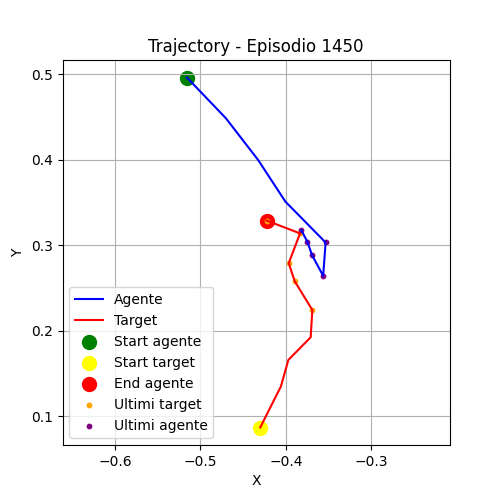 Trajectory - Episodio 1450
0.5
0.4
0.3
0.2
0.1
Y
Agente
Target
Start agente
Start target
End agente
Ultimi target
Ultimi agente
−0.6 −0.5 −0.4 −0.3
X